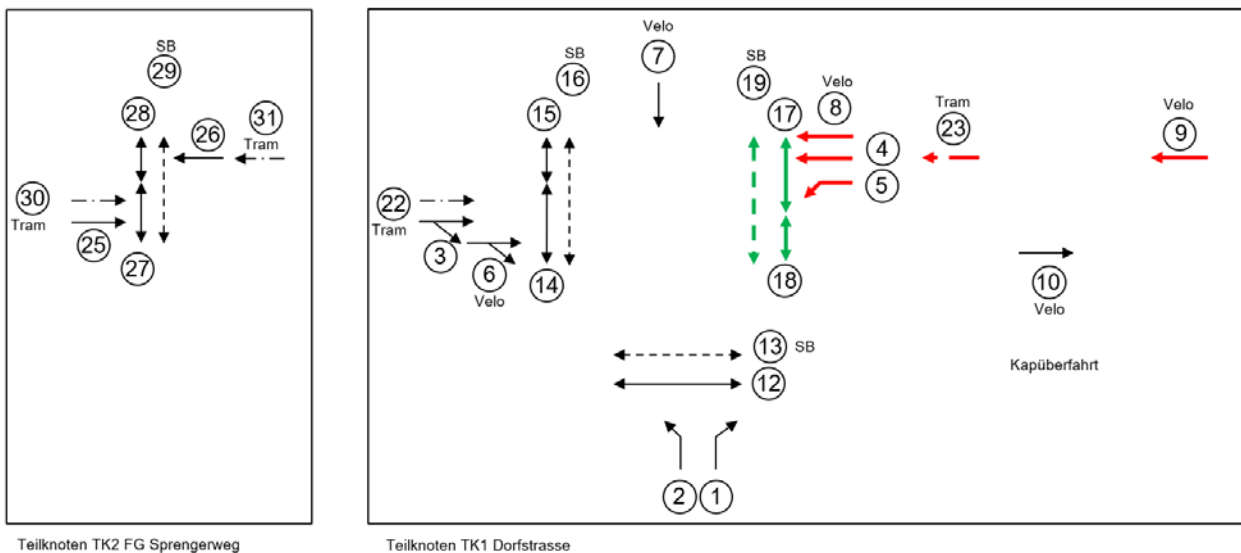 SB
29
28
26
31
Tram
30
Tram
25
27
Teilknoten TK2 FG Sprengerweg
Velo
7
SB
16
15
SB
19
17
Velo
8
4
5
Tram
23
Velo
9
22
Tram
3
6
Velo
14
18
10
Velo
13 SB
12
Kapüberfahrt
2
1
Teilknoten TK1 Dorfstrasse